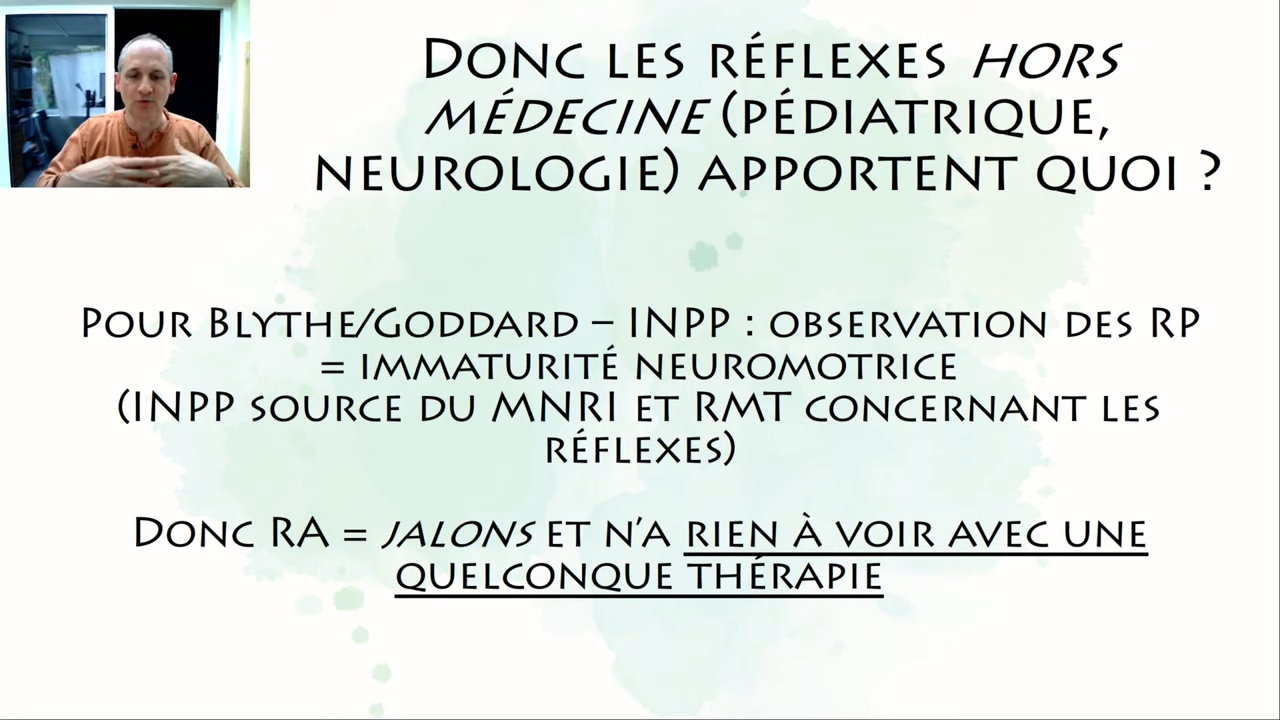 Donc les réflexes hors
médecine (pédiatrique,
neurologie) apportent quoi ?
Pour Blythe/Goddard – INPP : observation des RP
= immaturité neuromotrice
(INPP source du MNRI et RMT concernant les
réflexes)
Donc RA = jalons et n'a rien à voir avec une
quelconque thérapie